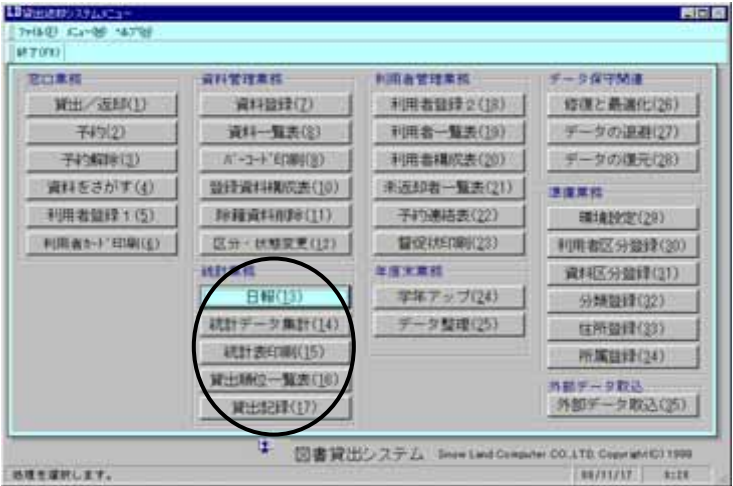 貸出返却システムメニュー
ファイル(F) メニュー(M) ヘルプ(H)
終了(X)
窓口業務
貸出/返却(1)
予約(2)
予約解除(3)
資料をさがす(4)
利用者登録1(5)
利用者カード印刷(6)
資料管理業務
資料登録(7)
資料一覧表(8)
バーコード印刷(9)
登録資料構成表(10)
除籍資料削除(11)
区分・状態変更(12)
統計業務
日報(13)
統計データ集計(14)
統計表印刷(15)
貸出順位一覧表(16)
貸出記録(17)
利用者管理業務
利用者登録2(18)
利用者一覧表(19)
利用者構成表(20)
未返却者一覧表(21)
予約連絡表(22)
督促状印刷(23)
年度末業務
学年アップ(24)
データ整理(25)
データ保守関連
修復と最適化(26)
データの退避(27)
データの復元(28)
準備業務
環境設定(29)
利用者区分登録(30)
資料区分登録(31)
分類登録(32)
住所登録(33)
所属登録(34)
外部データ取込
外部データ取込(35)
図書貸出システム Snow Land Computer CO.,LTD. Copyright(C) 1999
処理を選択します。